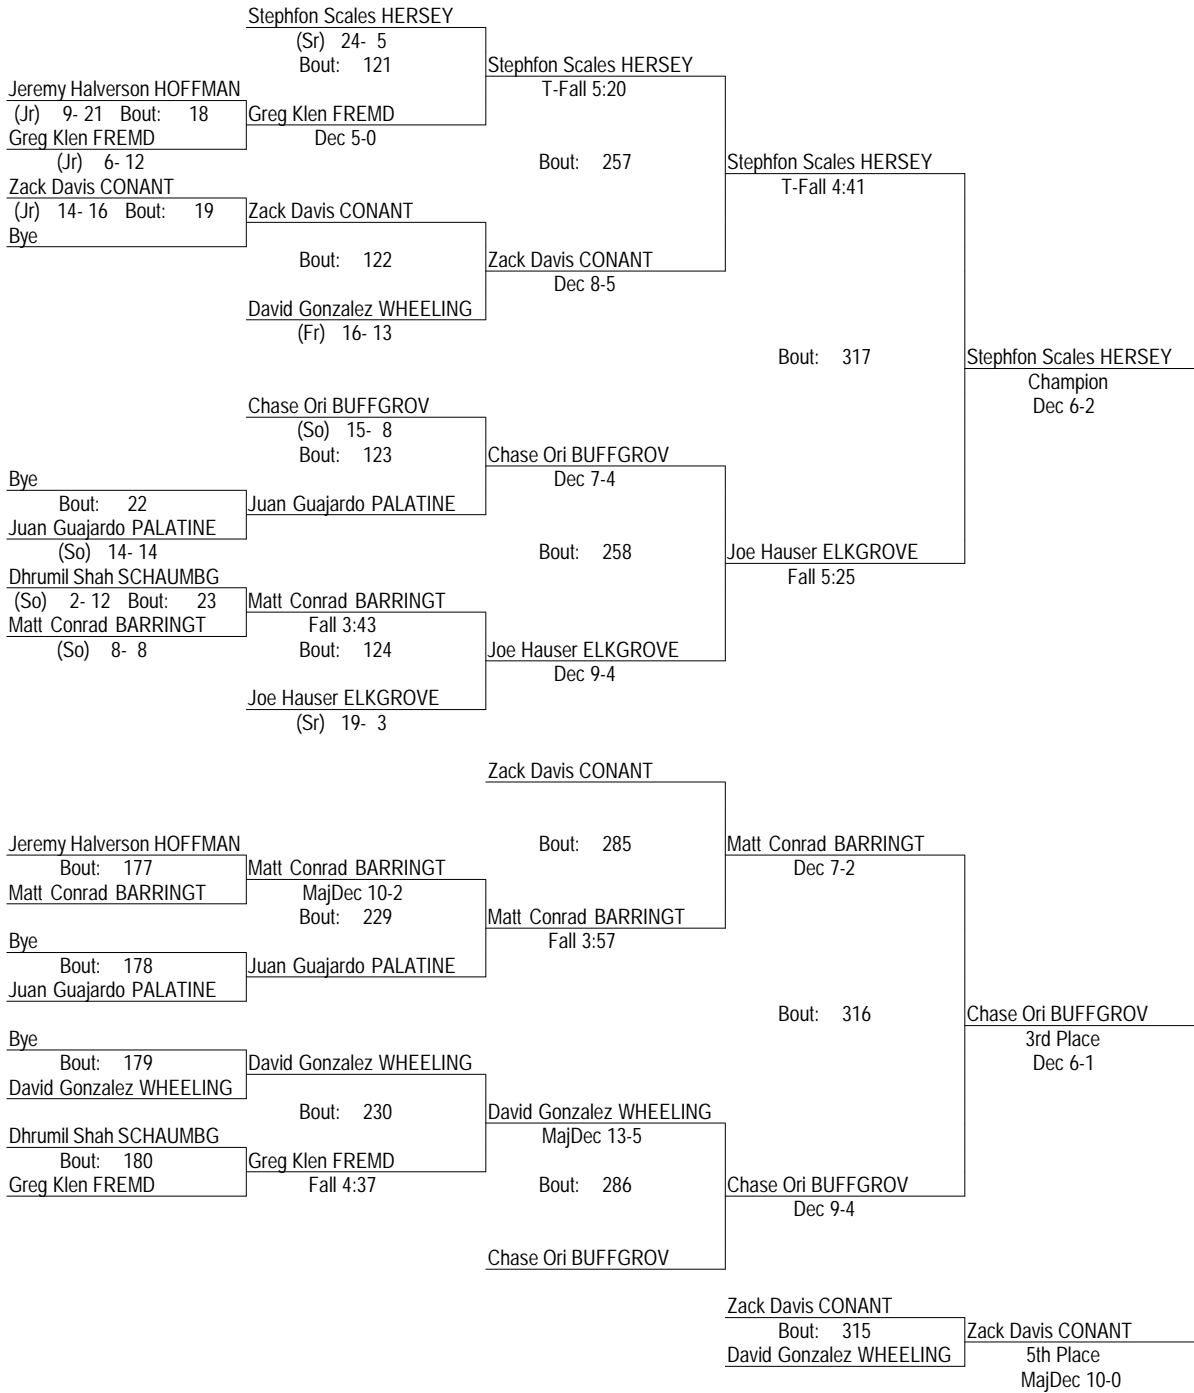 Stephfon Scales HERSEY
(Sr) 24- 5
Bout: 121
Stephfon Scales HERSEY
T-Fall 5:20
Jeremy Halverson HOFFMAN
(Jr) 9- 21 Bout: 18
Greg Klen FREMD
Dec 5-0
Greg Klen FREMD
(Jr) 6- 12
Bout: 257
Stephfon Scales HERSEY
T-Fall 4:41
Zack Davis CONANT
(Jr) 14- 16 Bout: 19
Zack Davis CONANT
Bye
Bout: 122
Zack Davis CONANT
Dec 8-5
David Gonzalez WHEELING
(Fr) 16- 13
Bout: 317
Stephfon Scales HERSEY
Champion
Dec 6-2
Chase Ori BUFFGROV
(So) 15- 8
Bout: 123
Chase Ori BUFFGROV
Dec 7-4
Bye
Bout: 22
Juan Guajardo PALATINE
Juan Guajardo PALATINE
(So) 14- 14
Bout: 258
Joe Hauser ELKGROVE
Fall 5:25
Dhrumil Shah SCHAUMBG
(So) 2- 12 Bout: 23
Matt Conrad BARRINGT
Fall 3:43
Matt Conrad BARRINGT
(So) 8- 8
Bout: 124
Joe Hauser ELKGROVE
Dec 9-4
Joe Hauser ELKGROVE
(Sr) 19- 3
Zack Davis CONANT
Bout: 285
Matt Conrad BARRINGT
Dec 7-2
Jeremy Halverson HOFFMAN
Bout: 177
Matt Conrad BARRINGT
MajDec 10-2
Matt Conrad BARRINGT
Bout: 229
Matt Conrad BARRINGT
Fall 3:57
Bye
Bout: 178
Juan Guajardo PALATINE
Juan Guajardo PALATINE
Bout: 316
Chase Ori BUFFGROV
3rd Place
Dec 6-1
Bye
Bout: 179
David Gonzalez WHEELING
David Gonzalez WHEELING
Bout: 230
David Gonzalez WHEELING
MajDec 13-5
Dhrumil Shah SCHAUMBG
Bout: 180
Greg Klen FREMD
Fall 4:37
Greg Klen FREMD
Bout: 286
Chase Ori BUFFGROV
Dec 9-4
Chase Ori BUFFGROV
Zack Davis CONANT
Bout: 315
Zack Davis CONANT
David Gonzalez WHEELING
5th Place
MajDec 10-0